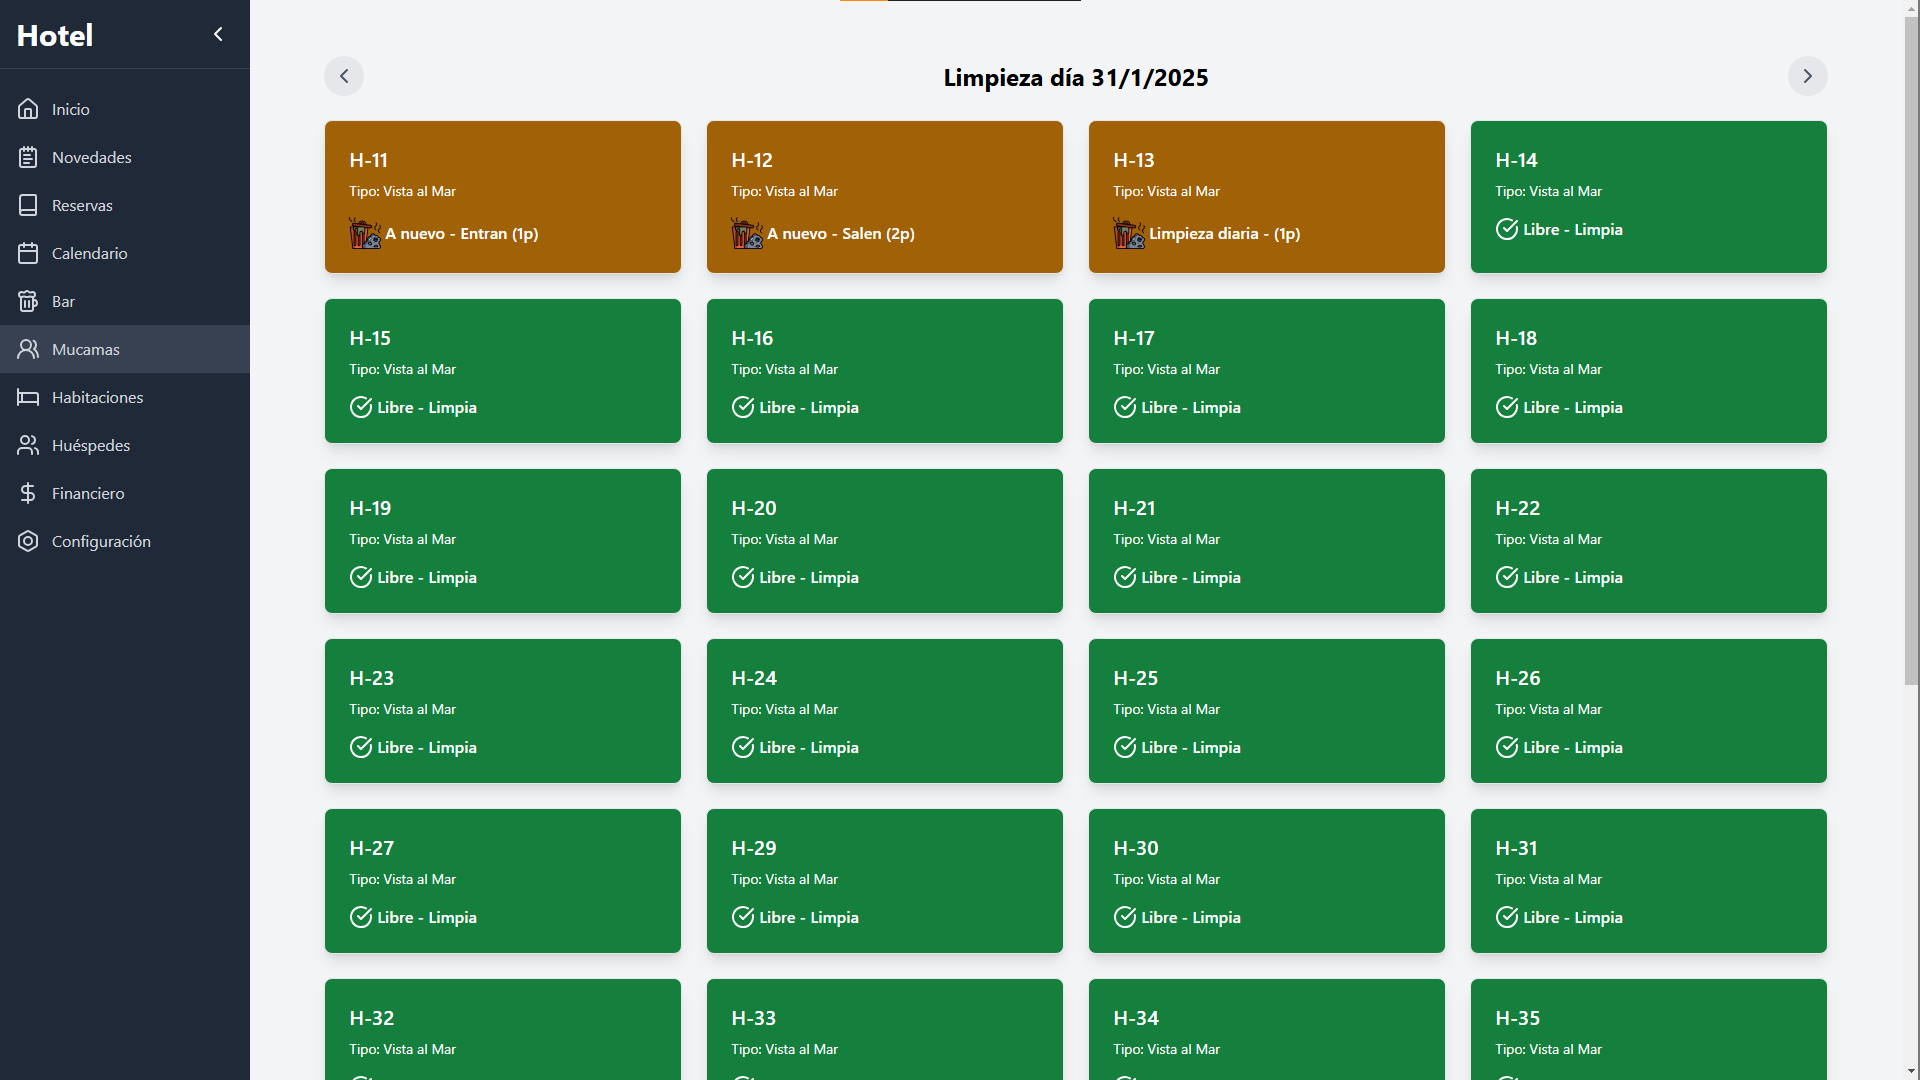 Hotel
Inicio
Novedades
Reservas
Calendario
Bar
Mucamas
Habitaciones
Huéspedes
Financiero
Configuración
Limpieza día 31/1/2025
H-11
Tipo: Vista al Mar
A nuevo - Entran (1p)
H-12
Tipo: Vista al Mar
A nuevo - Salen (2p)
H-13
Tipo: Vista al Mar
Limpieza diaria - (1p)
H-14
Tipo: Vista al Mar
Libre - Limpia
H-15
Tipo: Vista al Mar
Libre - Limpia
H-16
Tipo: Vista al Mar
Libre - Limpia
H-17
Tipo: Vista al Mar
Libre - Limpia
H-18
Tipo: Vista al Mar
Libre - Limpia
H-19
Tipo: Vista al Mar
Libre - Limpia
H-20
Tipo: Vista al Mar
Libre - Limpia
H-21
Tipo: Vista al Mar
Libre - Limpia
H-22
Tipo: Vista al Mar
Libre - Limpia
H-23
Tipo: Vista al Mar
Libre - Limpia
H-24
Tipo: Vista al Mar
Libre - Limpia
H-25
Tipo: Vista al Mar
Libre - Limpia
H-26
Tipo: Vista al Mar
Libre - Limpia
H-27
Tipo: Vista al Mar
Libre - Limpia
H-29
Tipo: Vista al Mar
Libre - Limpia
H-30
Tipo: Vista al Mar
Libre - Limpia
H-31
Tipo: Vista al Mar
Libre - Limpia
H-32
Tipo: Vista al Mar
H-33
Tipo: Vista al Mar
H-34
Tipo: Vista al Mar
H-35
Tipo: Vista al Mar